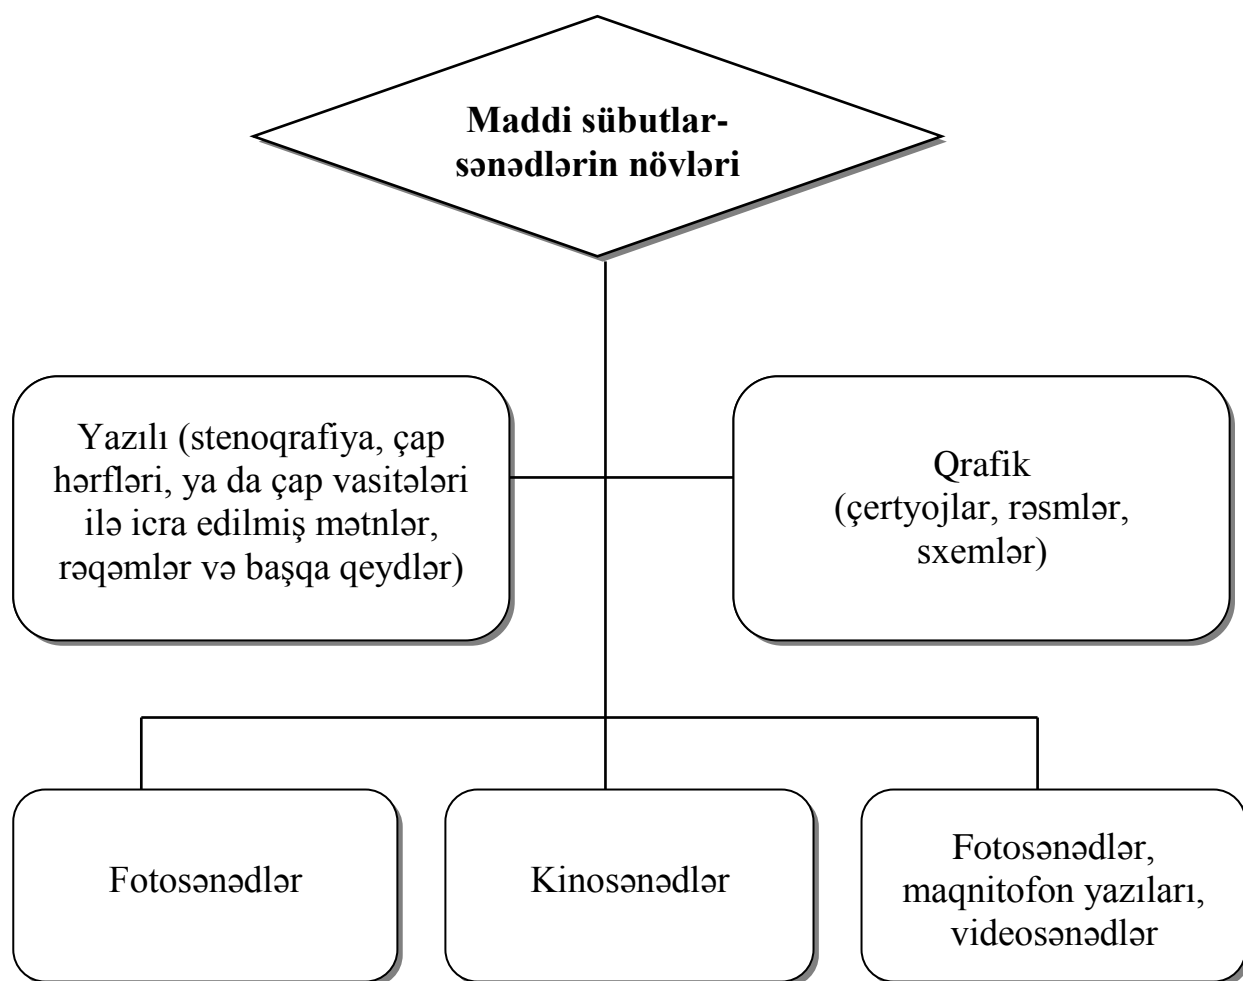 Maddi sübutlar-
sənədlərin növləri
Yazılı (stenoqrafiya, çap
hərfləri, ya da çap vasitələri
ilə icra edilmiş mətnlər,
rəqəmlər və başqa qeydlər)
Qrafik
(çertyojlar, rəsmlər,
sxemlər)
Fotosənədlər
Kinosənədlər
Fotosənədlər,
maqnitofon yazıları,
videosənədlər